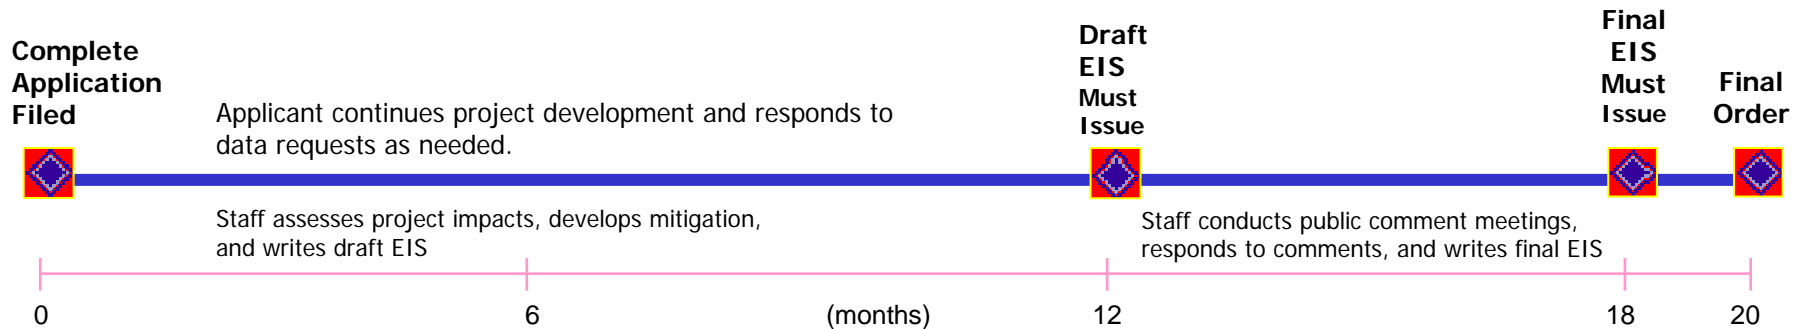 Complete
Application
Filed
Applicant continues project development and responds to
data requests as needed.
Draft
EIS
Must
Issue
Final
EIS
Must
Issue
Final
Order
Staff assesses project impacts, develops mitigation,
and writes draft EIS
Staff conducts public comment meetings,
responds to comments, and writes final EIS
0 6 (months) 12 18 20